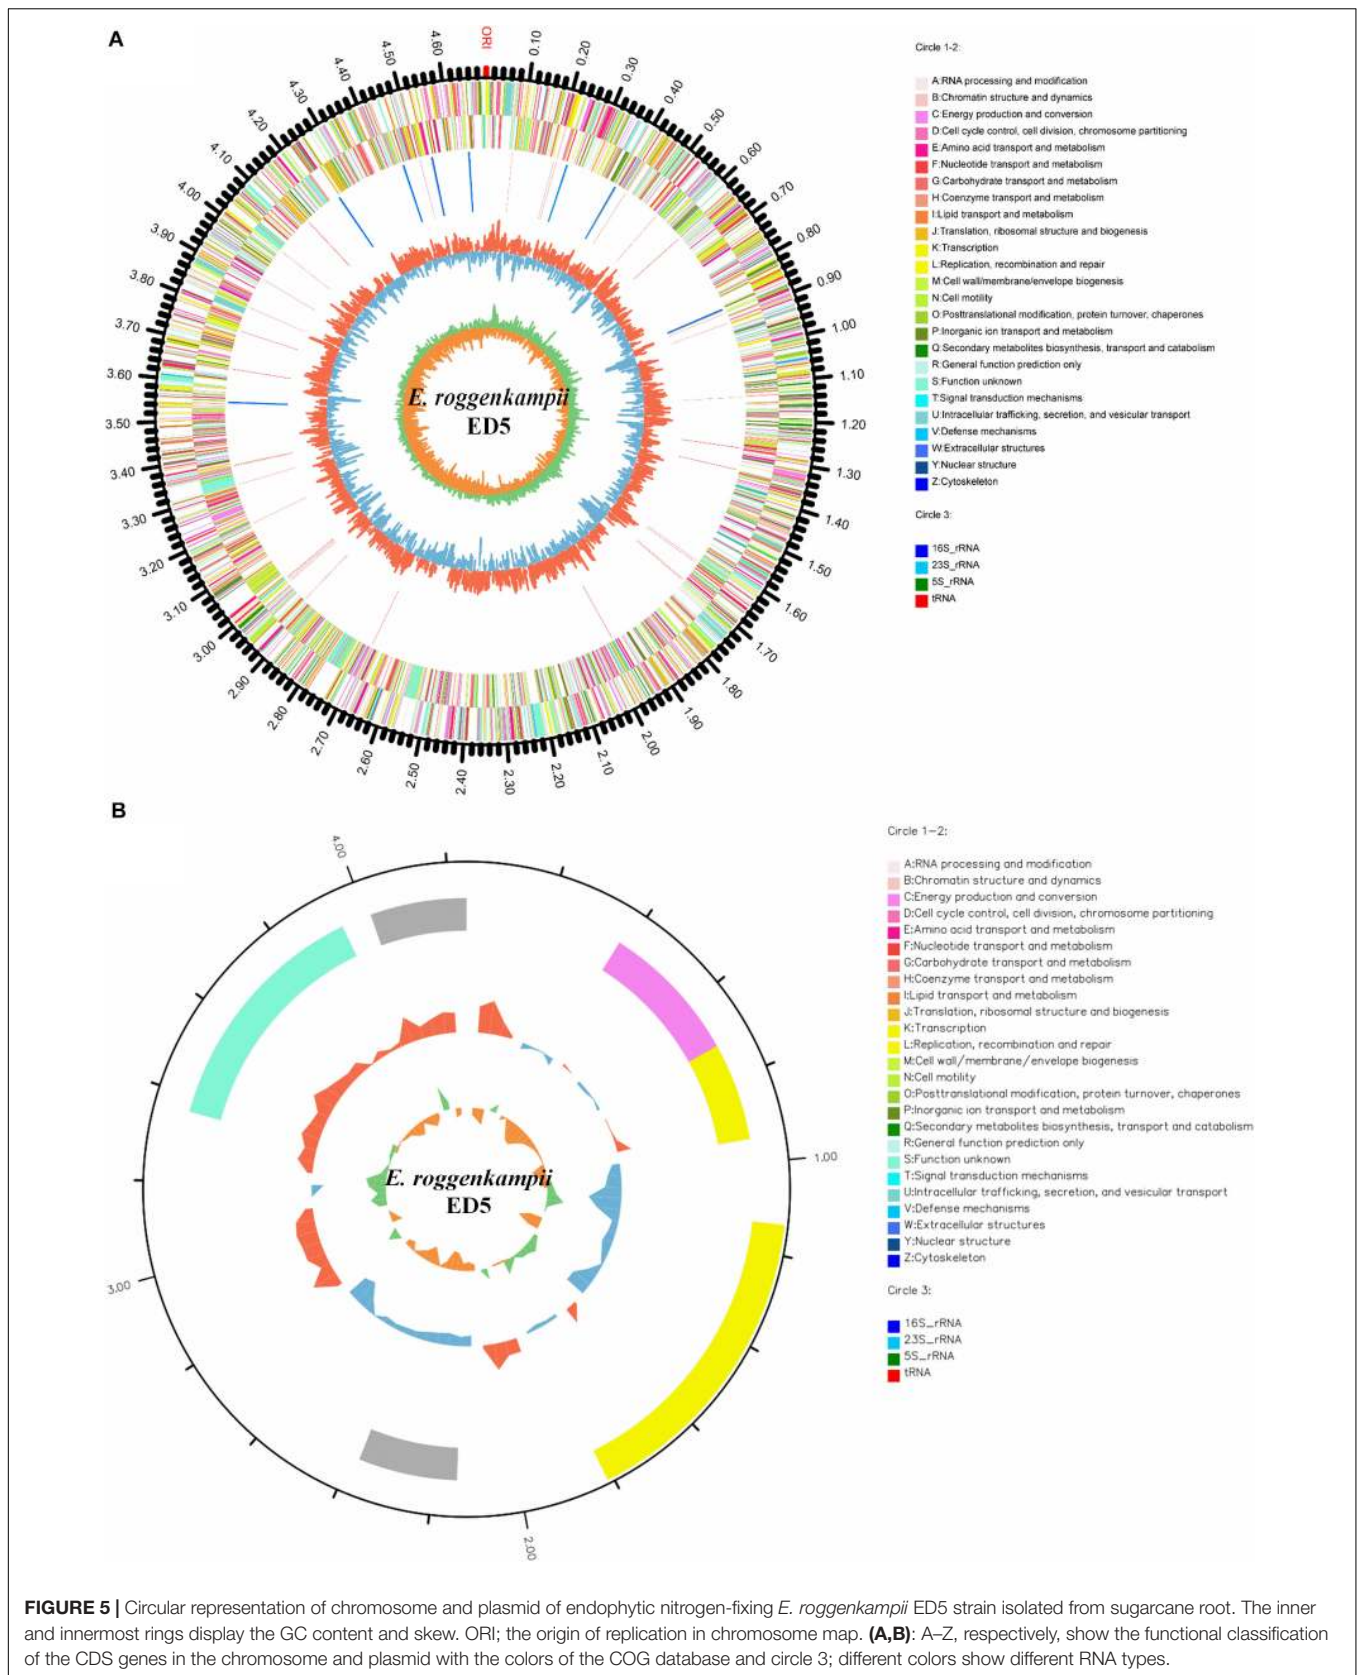 A
ORI
0.10
0.20
0.30
0.40
0.50
0.60
0.70
0.80
0.90
1.00
1.10
1.20
1.30
1.40
1.50
1.60
1.70
1.80
1.90
2.00
2.10
2.20
2.30
2.40
2.50
2.60
2.70
2.80
2.90
3.00
3.10
3.20
3.30
3.40
3.50
3.60
3.70
3.80
3.90
4.00
4.10
4.20
4.30
4.40
4.50
4.60
E. roggenkampii
ED5
Circle 1-2:
A:RNA processing and modification
B:Chromatin structure and dynamics
C:Energy production and conversion
D:Cell cycle control, cell division, chromosome partitioning
E:Amino acid transport and metabolism
F:Nucleotide transport and metabolism
G:Carbohydrate transport and metabolism
H:Coenzyme transport and metabolism
I:Lipid transport and metabolism
J:Translation, ribosomal structure and biogenesis
K:Transcription
L:Replication, recombination and repair
M:Cell wall/membrane/envelope biogenesis
N:Cell motility
O:Posttranslational modification, protein turnover, chaperones
P:Inorganic ion transport and metabolism
Q:Secondary metabolites biosynthesis, transport and catabolism
R:General function prediction only
S:Function unknown
T:Signal transduction mechanisms
U:Intracellular trafficking, secretion, and vesicular transport
V:Defense mechanisms
W:Extracellular structures
Y:Nuclear structure
Z:Cytoskeleton
Circle 3:
16S_rRNA
23S_rRNA
5S_rRNA
tRNA
B
4.00
1.00
2.00
3.00
E. roggenkampii
ED5
Circle 1-2:
A:RNA processing and modification
B:Chromatin structure and dynamics
C:Energy production and conversion
D:Cell cycle control, cell division, chromosome partitioning
E:Amino acid transport and metabolism
F:Nucleotide transport and metabolism
G:Carbohydrate transport and metabolism
H:Coenzyme transport and metabolism
I:Lipid transport and metabolism
J:Translation, ribosomal structure and biogenesis
K:Transcription
L:Replication, recombination and repair
M:Cell wall/membrane/envelope biogenesis
N:Cell motility
O:Posttranslational modification, protein turnover, chaperones
P:Inorganic ion transport and metabolism
Q:Secondary metabolites biosynthesis, transport and catabolism
R:General function prediction only
S:Function unknown
T:Signal transduction mechanisms
U:Intracellular trafficking, secretion, and vesicular transport
V:Defense mechanisms
W:Extracellular structures
Y:Nuclear structure
Z:Cytoskeleton
Circle 3:
16S_rRNA
23S_rRNA
5S_rRNA
tRNA
FIGURE 5 | Circular representation of chromosome and plasmid of endophytic nitrogen-fixing E. roggenkampii ED5 strain isolated from sugarcane root. The inner
and innermost rings display the GC content and skew. ORI; the origin of replication in chromosome map. (A,B): A–Z, respectively, show the functional classification
of the CDS genes in the chromosome and plasmid with the colors of the COG database and circle 3; different colors show different RNA types.